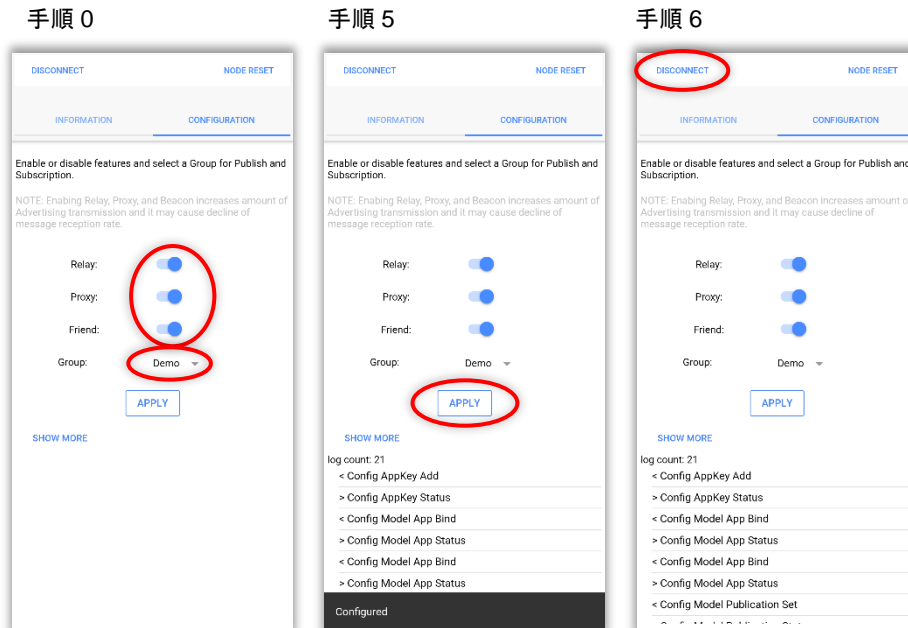 手順 0
DISCONNECT
NODE RESET
INFORMATION
CONFIGURATION
Enable or disable features and select a Group for Publish and
Subscription.
NOTE: Enabing Relay, Proxy, and Beacon increases amount of
Advertising transmission and it may cause decline of
message reception rate.
Relay:
Proxy:
Friend:
Group:
Demo
APPLY
SHOW MORE
手順 5
DISCONNECT
NODE RESET
INFORMATION
CONFIGURATION
Enable or disable features and select a Group for Publish and
Subscription.
NOTE: Enabing Relay, Proxy, and Beacon increases amount of
Advertising transmission and it may cause decline of
message reception rate.
Relay:
Proxy:
Friend:
Group:
Demo
APPLY
SHOW MORE
log count: 21
< Config AppKey Add
> Config AppKey Status
< Config Model App Bind
> Config Model App Status
< Config Model App Bind
> Config Model App Status
Configured
手順 6
DISCONNECT
NODE RESET
INFORMATION
CONFIGURATION
Enable or disable features and select a Group for Publish and
Subscription.
NOTE: Enabing Relay, Proxy, and Beacon increases amount of
Advertising transmission and it may cause decline of
message reception rate.
Relay:
Proxy:
Friend:
Group:
Demo
APPLY
SHOW MORE
log count: 21
< Config AppKey Add
> Config AppKey Status
< Config Model App Bind
> Config Model App Status
< Config Model App Bind
> Config Model App Status
< Config Model Publication Set